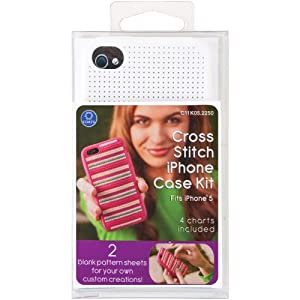 C11K05.2250
COATS
Cross
Stitch
iPhone
Case Kit
Fits iPhone 5
4 charts
included
2
blank pattern sheets
for your own
custom creations!